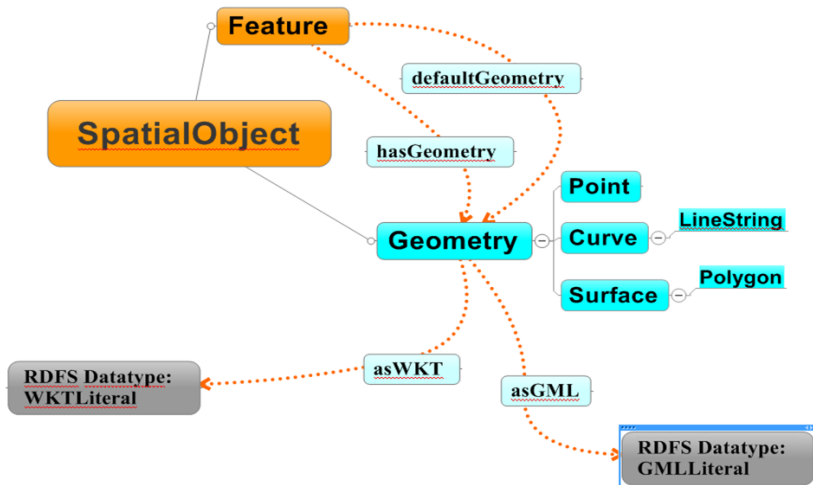 Feature
defaultGeometry
SpatialObject
hasGeometry
Point
LineString
Geometry
Curve
Polygon
Surface
asWKT
RDFS Datatype:
WKTLiteral
asGML
RDFS Datatype:
GMLLiteral